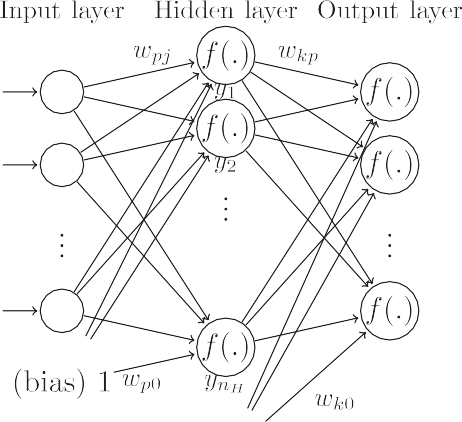 Input layer Hidden layer Output layer
w_{pj} f(.) w_{kp}
y_1 f(.)
f(.)
y_2 f(.)
⋮ ⋮ ⋮
f(.)
f(.)
(bias) 1 w_{p0} y_{n_H}
w_{k0}